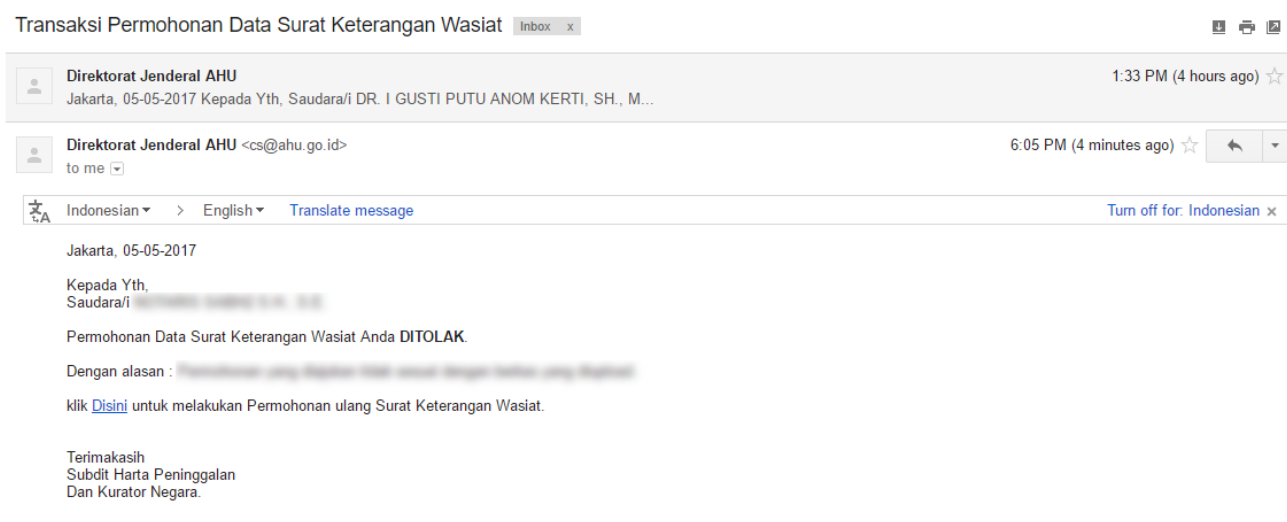 Transaksi Permohonan Data Surat Keterangan Wasiat Inbox x
Direktorat Jenderal AHU 1:33 PM (4 hours ago)
Jakarta, 05-05-2017 Kepada Yth, Saudara/i DR. I GUSTI PUTU ANOM KERTI, SH., M...
Direktorat Jenderal AHU <cs@ahu.go.id> 6:05 PM (4 minutes ago)
to me
Indonesian > English Translate message Turn off for: Indonesian x
Jakarta, 05-05-2017
Kepada Yth,
Saudara/i
Permohonan Data Surat Keterangan Wasiat Anda DITOLAK.
Dengan alasan :
klik Disini untuk melakukan Permohonan ulang Surat Keterangan Wasiat.
Terimakasih
Subdit Harta Peninggalan
Dan Kurator Negara.